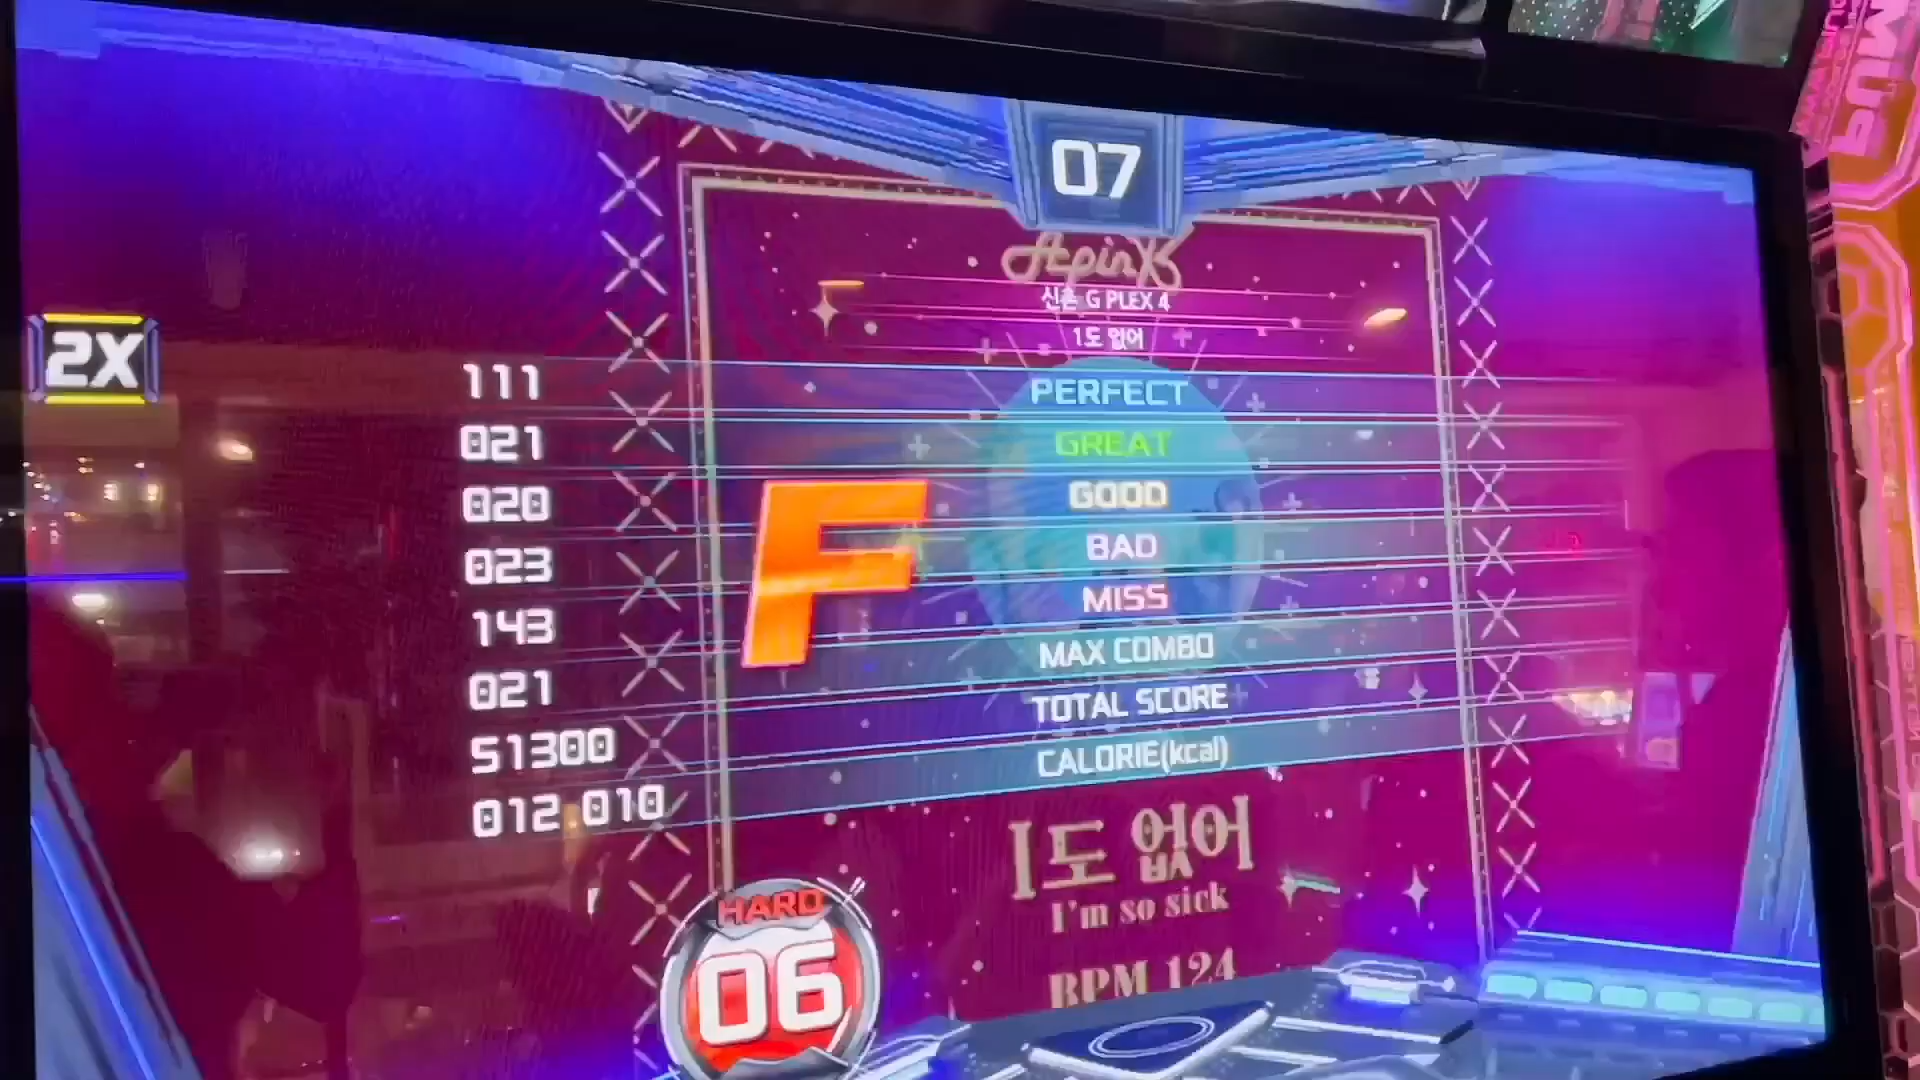 07
Apink
신촌 G PLEX 4
1도 없어
2X
111 PERFECT
021 GREAT
020 GOOD
023 BAD
143 MISS
021 MAX COMBO
51300 TOTAL SCORE
012.010 CALORIE(kcal)
F
1도 없어
I'm so sick
BPM 124
HARD
06